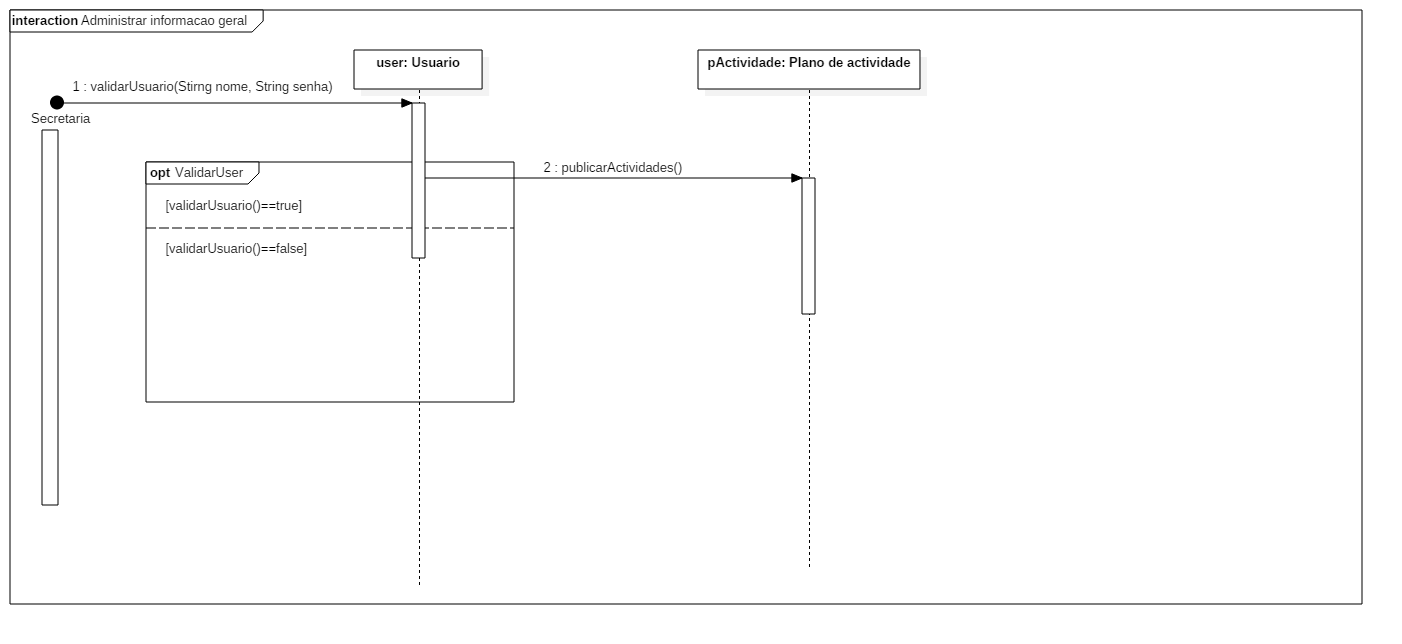 interaction Administrar informacao geral
user: Usuario
pActividade: Plano de actividade
1 : validarUsuario(Stirng nome, String senha)
Secretaria
opt ValidarUser
2 : publicarActividades()
[validarUsuario()==true]
[validarUsuario()==false]